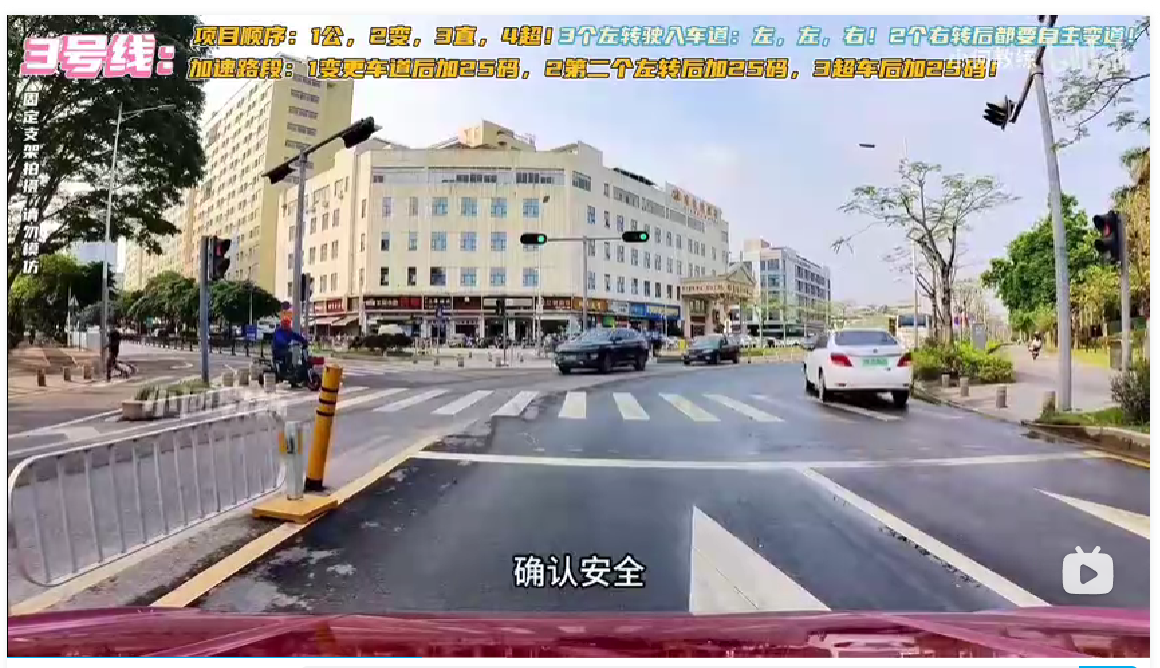 3号线：
项目顺序：1公，2变，3直，4超！3个左转驶入车道：左，左，右！2个右转后都要自主变道！
加速路段：1变更车道后加25码，2第二个左转后加25码，3超车后加25码！
固定支架拍摄 请勿模仿
确认安全